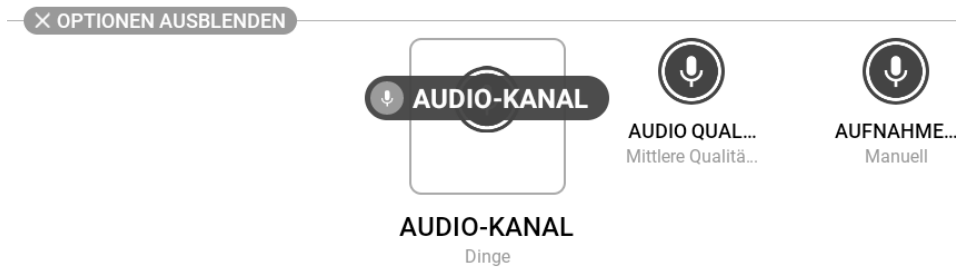 OPTIONEN AUSBLENDEN
AUDIO-KANAL
AUDIO QUAL...
Mittlere Qualitä...
AUFNAHME...
Manuell
AUDIO-KANAL
Dinge